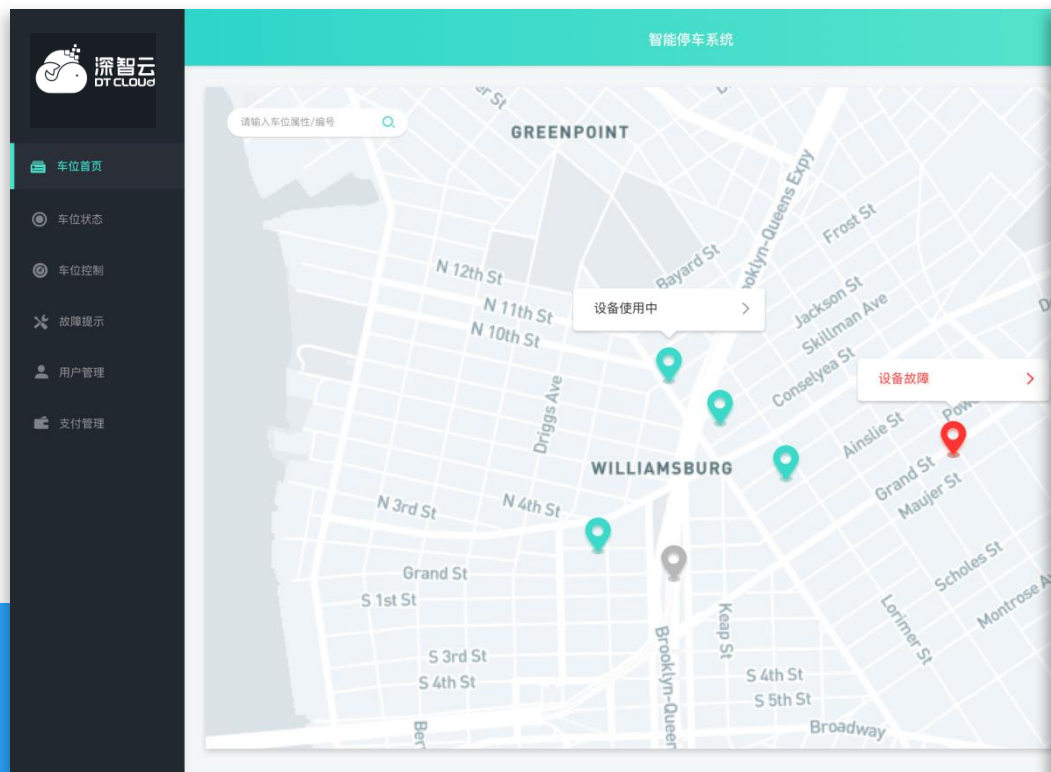 深智云
DT CLOUD
智能停车系统
请输入车位属性/编号
车位首页
车位状态
车位控制
故障提示
用户管理
支付管理
GREENPOINT
Frost St
N 12th St
Bayard St
N 11th St
设备使用中
Jackson St
Skillman Ave
N 10th St
Conselyea St
设备故障
Driggs Ave
Ainslie St
WILLIAMSBURG
Grand St
Maujer St
N 3rd St
N 4th St
Scholes St
Grand St
Montrose A
S 1st St
Lorimer St
Keap St
S 3rd St
Brooklyn-Queen
S 4th St
S 4th St
S 5th St
Broadway